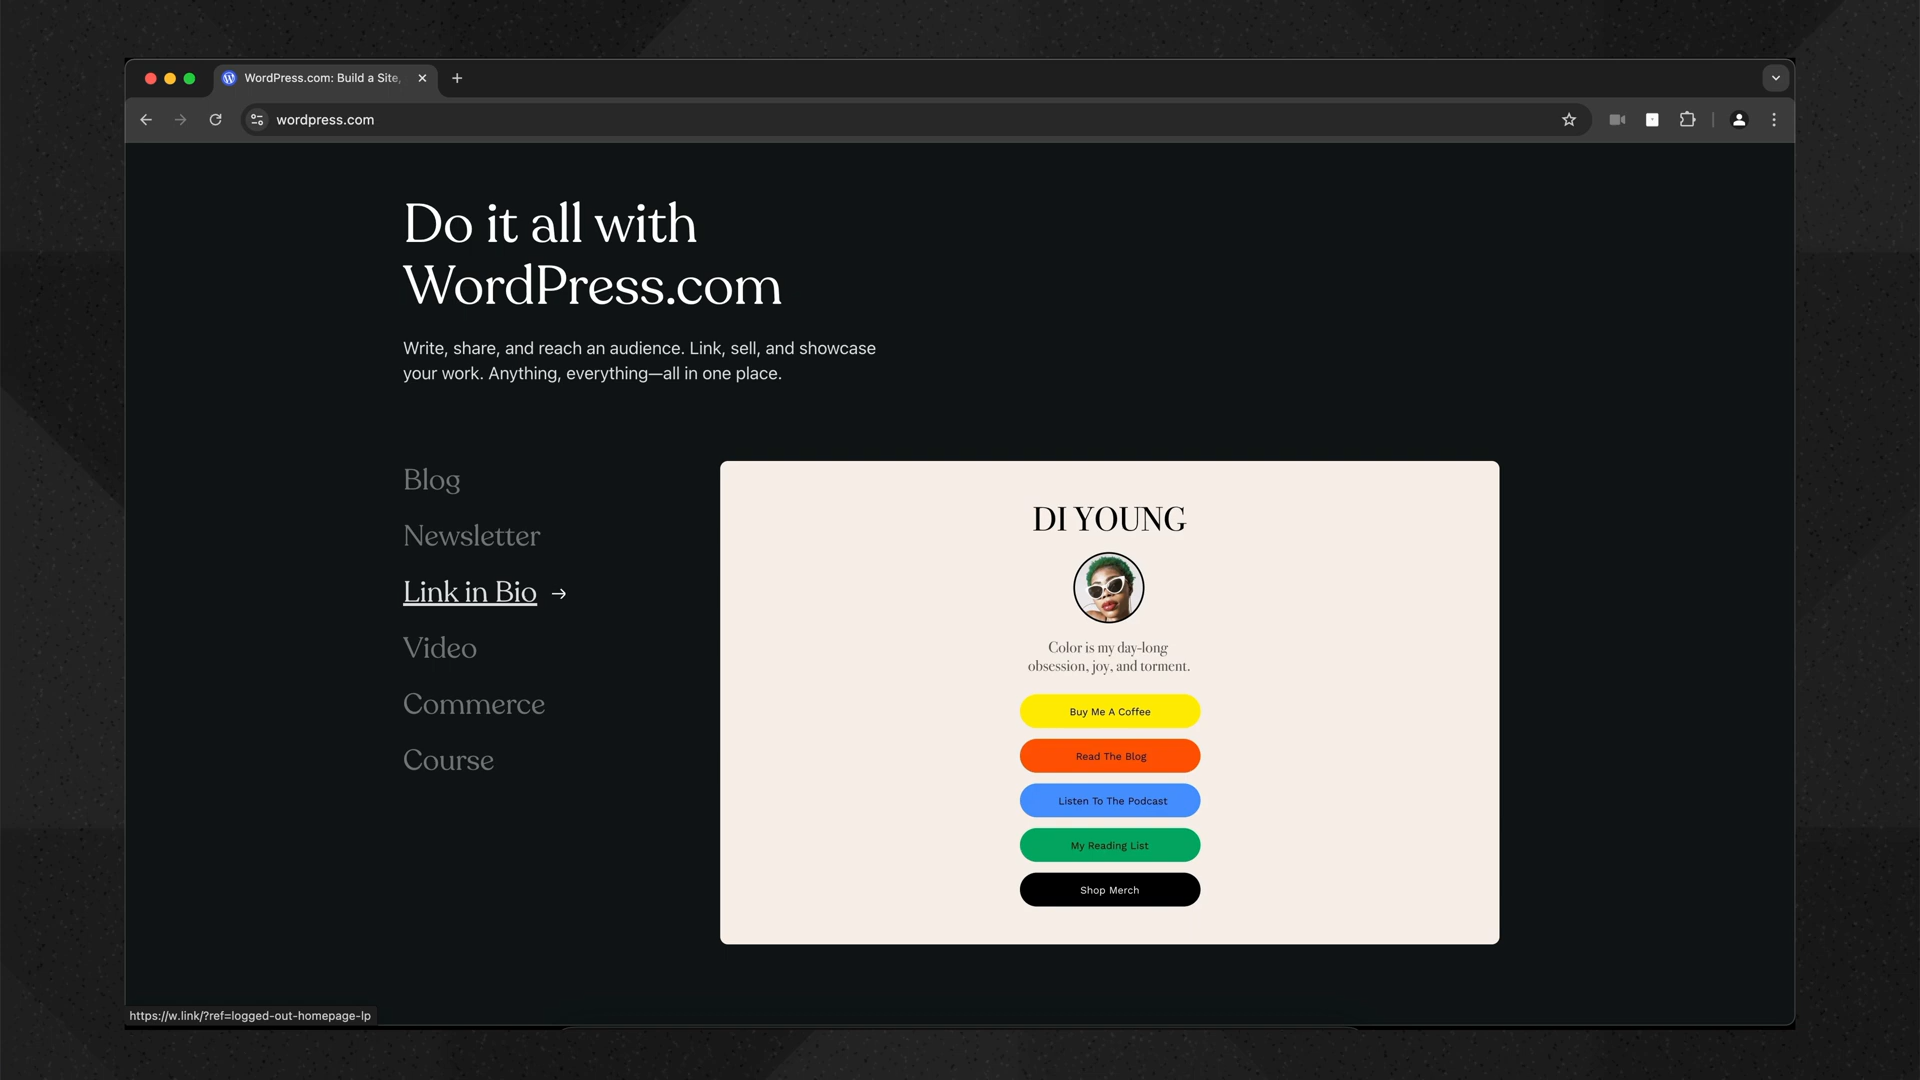 WordPress.com: Build a Site,
wordpress.com
Do it all with
WordPress.com
Write, share, and reach an audience. Link, sell, and showcase
your work. Anything, everything—all in one place.
Blog
Newsletter
Link in Bio →
Video
Commerce
Course
DI YOUNG
Color is my day-long
obsession, joy, and torment.
Buy Me A Coffee
Read The Blog
Listen To The Podcast
My Reading List
Shop Merch
https://w.link/?ref=logged-out-homepage-lp